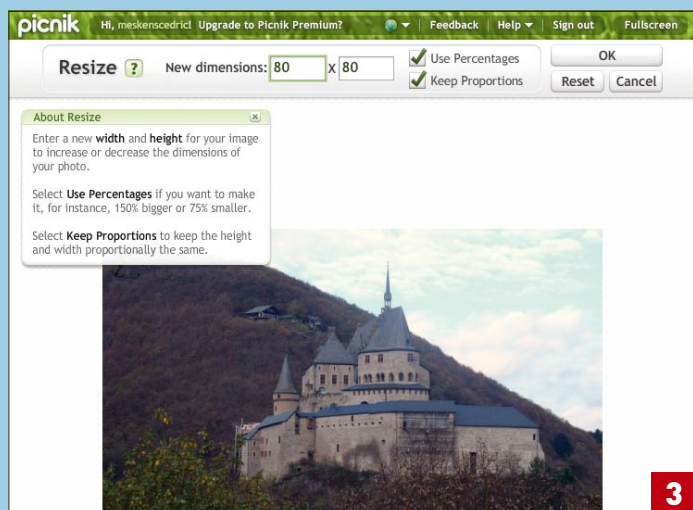 picnik Hi, meskenscedric! Upgrade to Picnik Premium? Feedback Help Sign out Fullscreen
Resize ? New dimensions: 80 x 80
Use Percentages
Keep Proportions
OK
Reset Cancel
About Resize x
Enter a new width and height for your image
to increase or decrease the dimensions of
your photo.
Select Use Percentages if you want to make
it, for instance, 150% bigger or 75% smaller.
Select Keep Proportions to keep the height
and width proportionally the same.
3